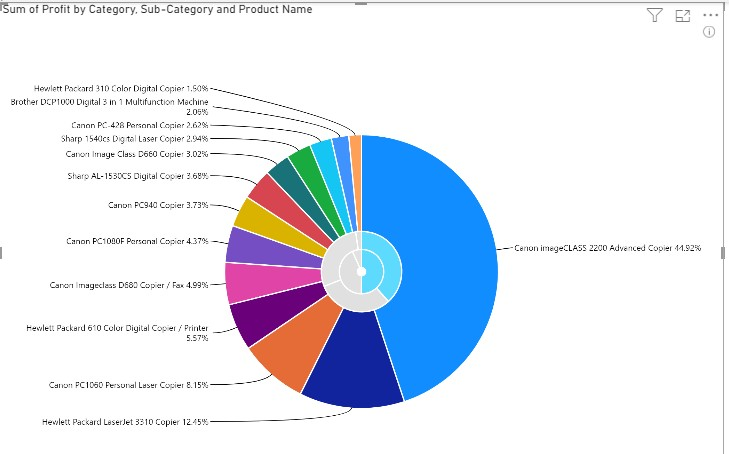 Sum of Profit by Category, Sub-Category and Product Name
Hewlett Packard 310 Color Digital Copier 1.50%
Brother DCP1000 Digital 3 in 1 Multifunction Machine
2.06%
Canon PC-428 Personal Copier 2.62%
Sharp 1540cs Digital Laser Copier 2.94%
Canon Image Class D660 Copier 3.02%
Sharp AL-1530CS Digital Copier 3.68%
Canon PC940 Copier 3.73%
Canon PC1080F Personal Copier 4.37%
Canon imageCLASS 2200 Advanced Copier 44.92%
Canon Imageclass D680 Copier / Fax 4.99%
Hewlett Packard 610 Color Digital Copier / Printer
5.57%
Canon PC1060 Personal Laser Copier 8.15%
Hewlett Packard LaserJet 3310 Copier 12.45%